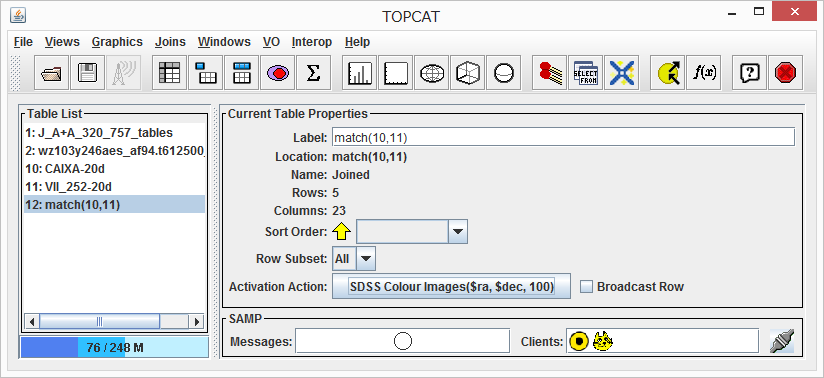 TOPCAT
File Views Graphics Joins Windows VO Interop Help
Σ SELECT FROM f(x) ?
Table List
1: J_A+A_320_757_tables
2: wz103y246aes_af94.t612500_
10: CAIXA-20d
11: VII_252-20d
12: match(10,11)
76 / 248 M
Current Table Properties
Label: match(10,11)
Location: match(10,11)
Name: Joined
Rows: 5
Columns: 23
Sort Order:
Row Subset: All
Activation Action: SDSS Colour Images($ra, $dec, 100) Broadcast Row
SAMP
Messages: Clients: